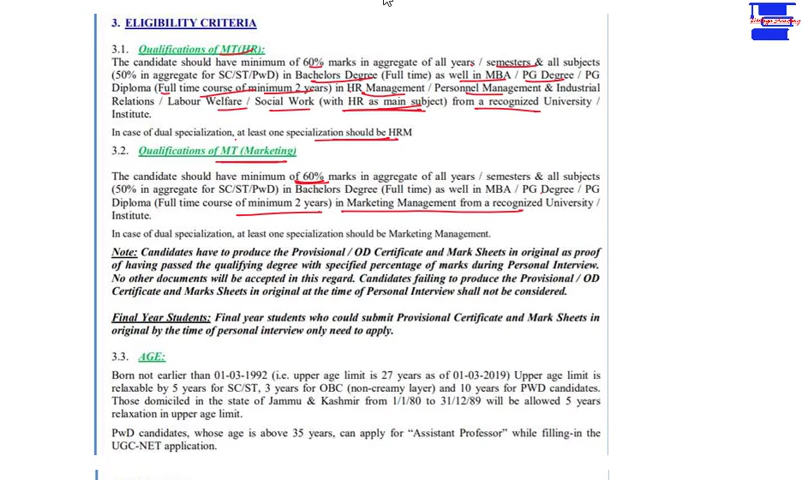 3. ELIGIBILITY CRITERIA
3.1. Qualifications of MT(HR):
The candidate should have minimum of 60% marks in aggregate of all years / semesters & all subjects
(50% in aggregate for SC/ST/PwD) in Bachelors Degree (Full time) as well in MBA / PG Degree / PG
Diploma (Full time course of minimum 2 years) in HR Management / Personnel Management & Industrial
Relations / Labour Welfare / Social Work (with HR as main subject) from a recognized University /
Institute.
In case of dual specialization, at least one specialization should be HRM
3.2. Qualifications of MT (Marketing)
The candidate should have minimum of 60% marks in aggregate of all years / semesters & all subjects
(50% in aggregate for SC/ST/PwD) in Bachelors Degree (Full time) as well in MBA / PG Degree / PG
Diploma (Full time course of minimum 2 years) in Marketing Management from a recognized University /
Institute.
In case of dual specialization, at least one specialization should be Marketing Management.
Note: Candidates have to produce the Provisional / OD Certificate and Mark Sheets in original as proof
of having passed the qualifying degree with specified percentage of marks during Personal Interview.
No other documents will be accepted in this regard. Candidates failing to produce the Provisional / OD
Certificate and Marks Sheets in original at the time of Personal Interview shall not be considered.
Final Year Students: Final year students who could submit Provisional Certificate and Mark Sheets in
original by the time of personal interview only need to apply.
3.3. AGE:
Born not earlier than 01-03-1992 (i.e. upper age limit is 27 years as of 01-03-2019) Upper age limit is
relaxable by 5 years for SC/ST, 3 years for OBC (non-creamy layer) and 10 years for PWD candidates.
Those domiciled in the state of Jammu & Kashmir from 1/1/80 to 31/12/89 will be allowed 5 years
relaxation in upper age limit.
PwD candidates, whose age is above 35 years, can apply for “Assistant Professor” while filling-in the
UGC-NET application.